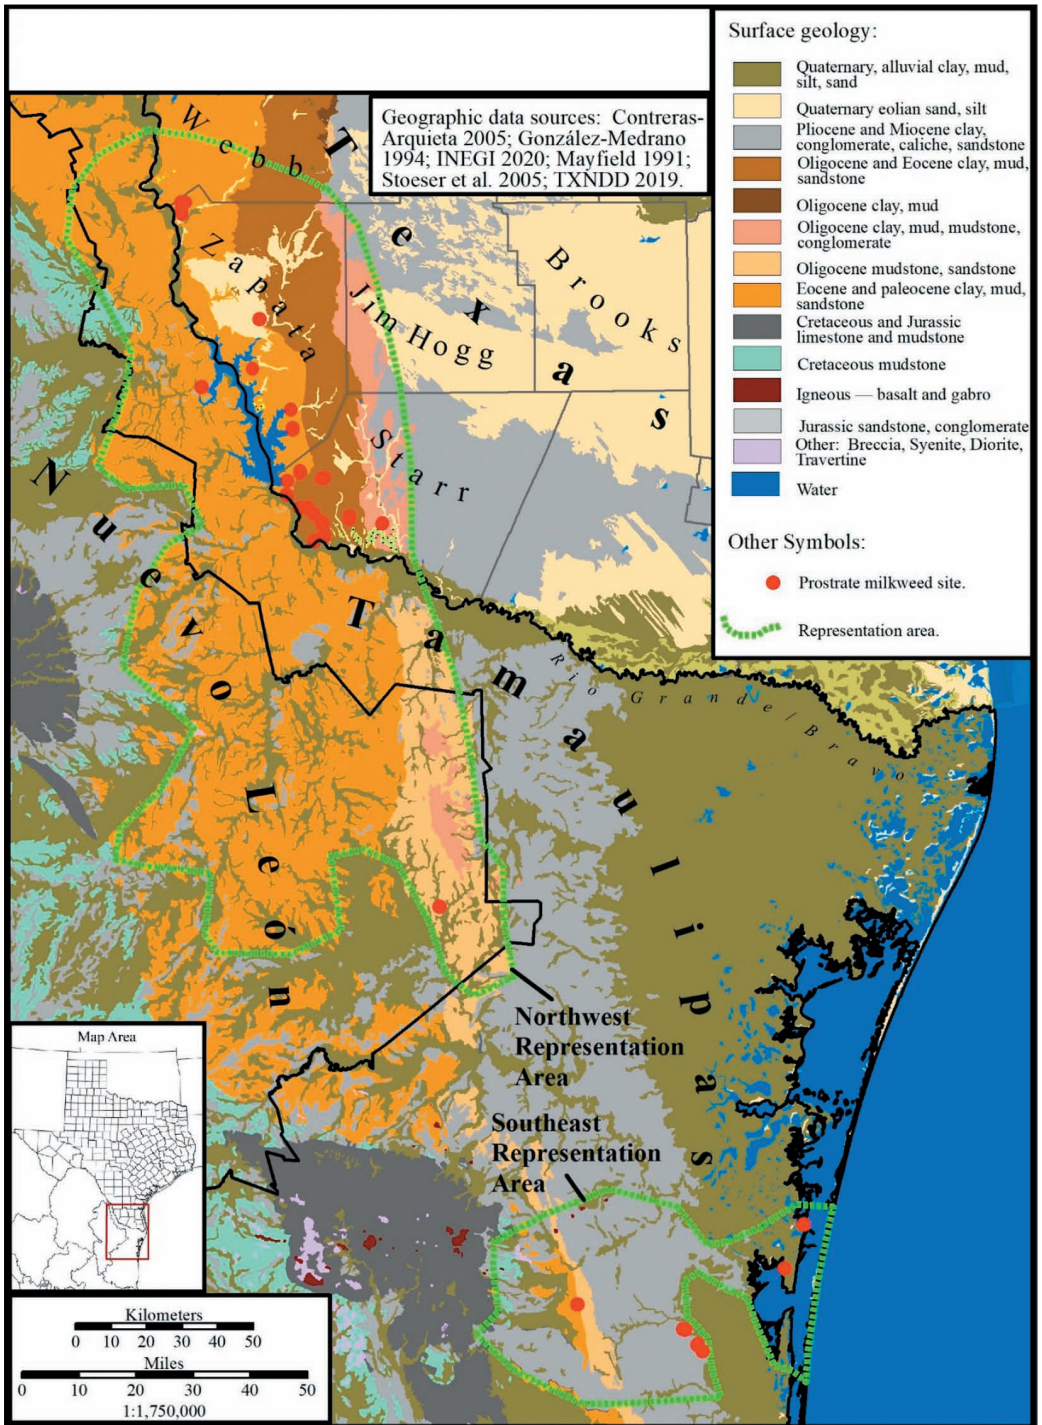 Surface geology:
Quaternary, alluvial clay, mud,
silt, sand
Quaternary eolian sand, silt
Pliocene and Miocene clay,
conglomerate, caliche, sandstone
Oligocene and Eocene clay, mud,
sandstone
Oligocene clay, mud
Oligocene clay, mud, mudstone,
conglomerate
Oligocene mudstone, sandstone
Eocene and paleocene clay, mud,
sandstone
Cretaceous and Jurassic
limestone and mudstone
Cretaceous mudstone
Igneous — basalt and gabro
Jurassic sandstone, conglomerate
Other: Breccia, Syenite, Diorite,
Travertine
Water
Other Symbols:
Prostrate milkweed site.
Representation area.
Geographic data sources: Contreras-
Arquieta 2005; González-Medrano
1994; INEGI 2020; Mayfield 1991;
Stoeser et al. 2005; TXNDD 2019.
Webb
Texas
Zapata
Jim Hogg
Brooks
Starr
Nuevo León
Tamaulipas
Rio Grande/Bravo
Northwest
Representation
Area
Southeast
Representation
Area
Map Area
Kilometers
0 10 20 30 40 50
Miles
0 10 20 30 40 50
1:1,750,000